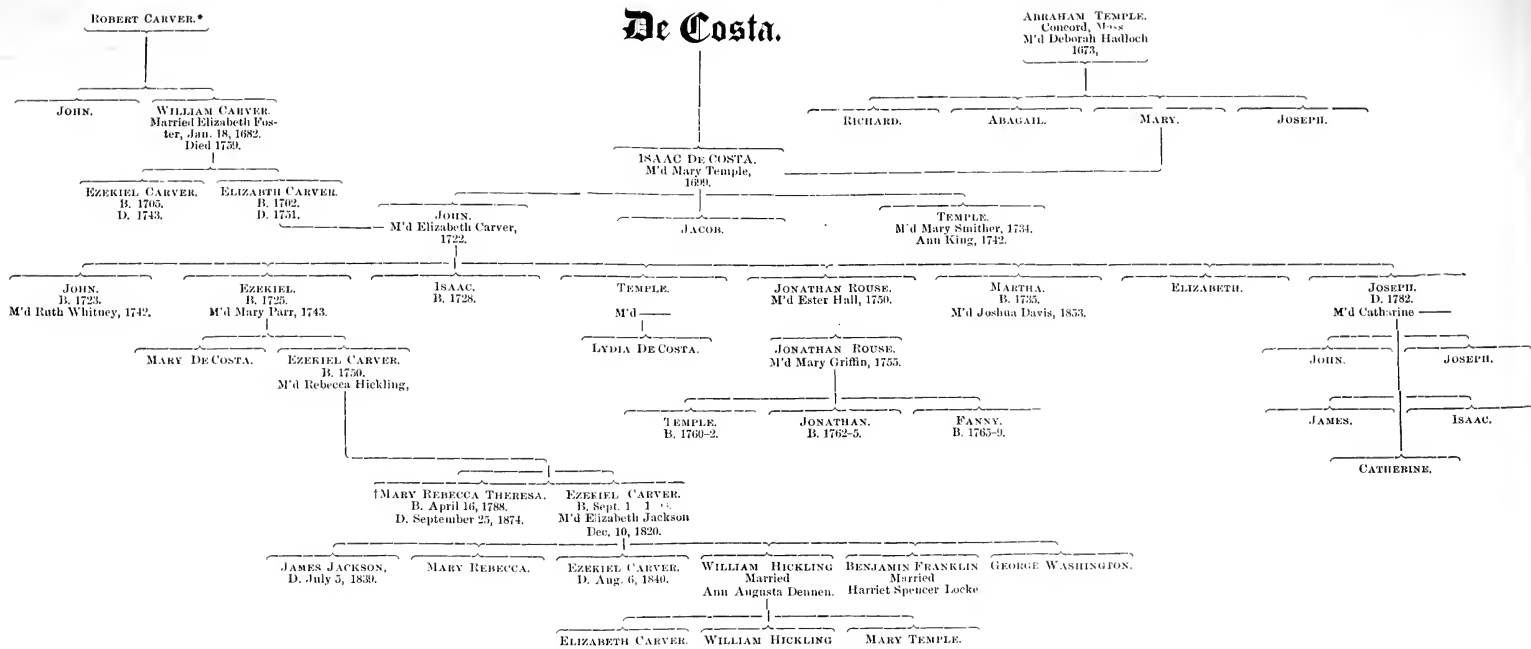 De Costa.
ROBERT CARVER.*
JOHN.
WILLIAM CARVER.
Married Elizabeth Fos-
ter, Jan. 18, 1682.
Died 1759.
EZEKIEL CARVER.
B. 1705.
D. 1743.
ELIZABTH CARVER.
B. 1702.
D. 1751.
ABRAHAM TEMPLE.
Concord, Mass
M'd Deborah Hadloch
1673,
RICHARD.
ABAGAIL.
MARY.
JOSEPH.
ISAAC DE COSTA.
M'd Mary Temple,
1699.
JOHN.
M'd Elizabeth Carver,
1722.
JACOB.
TEMPLE.
M'd Mary Smither, 1734.
Ann King, 1742.
JOHN.
B. 1723.
M'd Ruth Whitney, 1742.
EZEKIEL.
B. 1725.
M'd Mary Parr, 1743.
ISAAC.
B. 1728.
TEMPLE.
M'd —
JONATHAN ROUSE.
M'd Ester Hall, 1750.
MARTHA.
B. 1735.
M'd Joshua Davis, 1853.
ELIZABETH.
JOSEPH.
D. 1782.
M'd Catharine —
MARY DE COSTA.
EZEKIEL CARVER.
B. 1750.
M'd Rebecca Hickling,
LYDIA DE COSTA.
JONATHAN ROUSE.
M'd Mary Griffin, 1755.
JOHN.
JOSEPH.
TEMPLE.
B. 1760-2.
JONATHAN.
B. 1762-5.
FANNY.
B. 1765-9.
JAMES.
ISAAC.
CATHERINE.
†MARY REBECCA THERESA.
B. April 16, 1788.
D. September 25, 1874.
EZEKIEL CARVER.
B. Sept. 1
M'd Elizabeth Jackson
Dec. 10, 1820.
JAMES JACKSON,
D. July 5, 1839.
MARY REBECCA.
EZEKIEL CARVER.
D. Aug. 6, 1840.
WILLIAM HICKLING
Married
Ann Augusta Dennen.
BENJAMIN FRANKLIN
Married
Harriet Spencer Locke
GEORGE WASHINGTON.
ELIZABETH CARVER.
WILLIAM HICKLING
MARY TEMPLE.